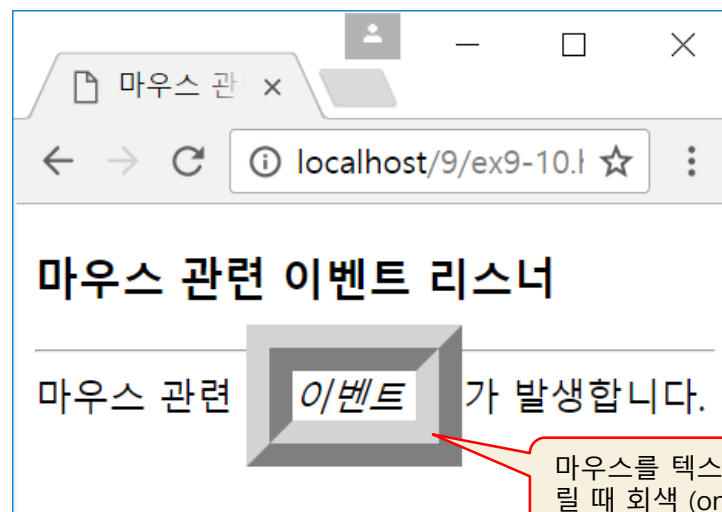 마우스 관
localhost/9/ex9-10.h
마우스 관련 이벤트 리스너
마우스 관련 이벤트 가 발생합니다.
마우스를 텍스
릴 때 회색 (on